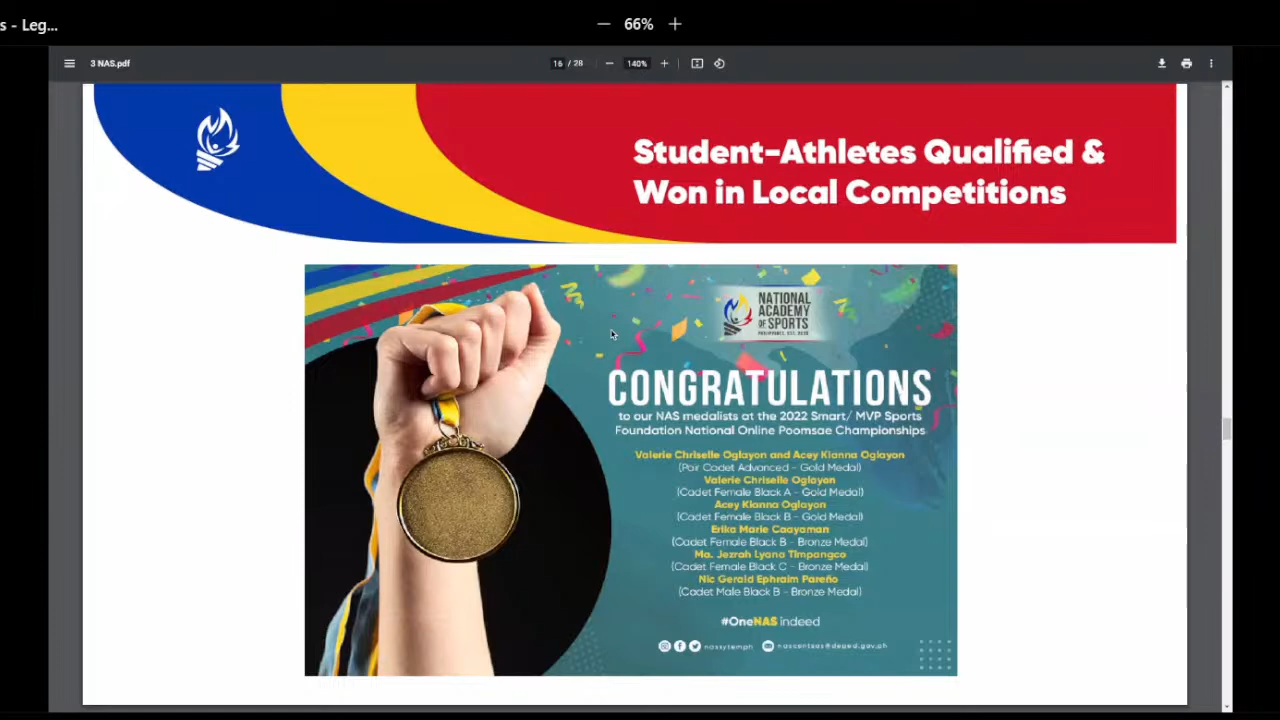 s - Leg...
66%
3 NAS.pdf
16 / 28
140%
Student-Athletes Qualified &
Won in Local Competitions
NATIONAL
ACADEMY
OF SPORTS
CONGRATULATIONS
to our NAS medalists at the 2022 Smart/ MVP Sports
Foundation National Online Poomsae Championships
Valerie Chriselle Oglayon and Acey Kianna Oglayon
(Pair Cadet Advanced - Gold Medal)
Valerie Chriselle Oglayon
(Cadet Female Black A - Gold Medal)
Acey Kianna Oglayon
(Cadet Female Black B - Gold Medal)
Erika Marie Caayaman
(Cadet Female Black B - Bronze Medal)
Ma. Jezrah Lyana Timpangco
(Cadet Female Black C - Bronze Medal)
Nic Gerald Ephraim Pareño
(Cadet Male Black B - Bronze Medal)
#OneNAS indeed